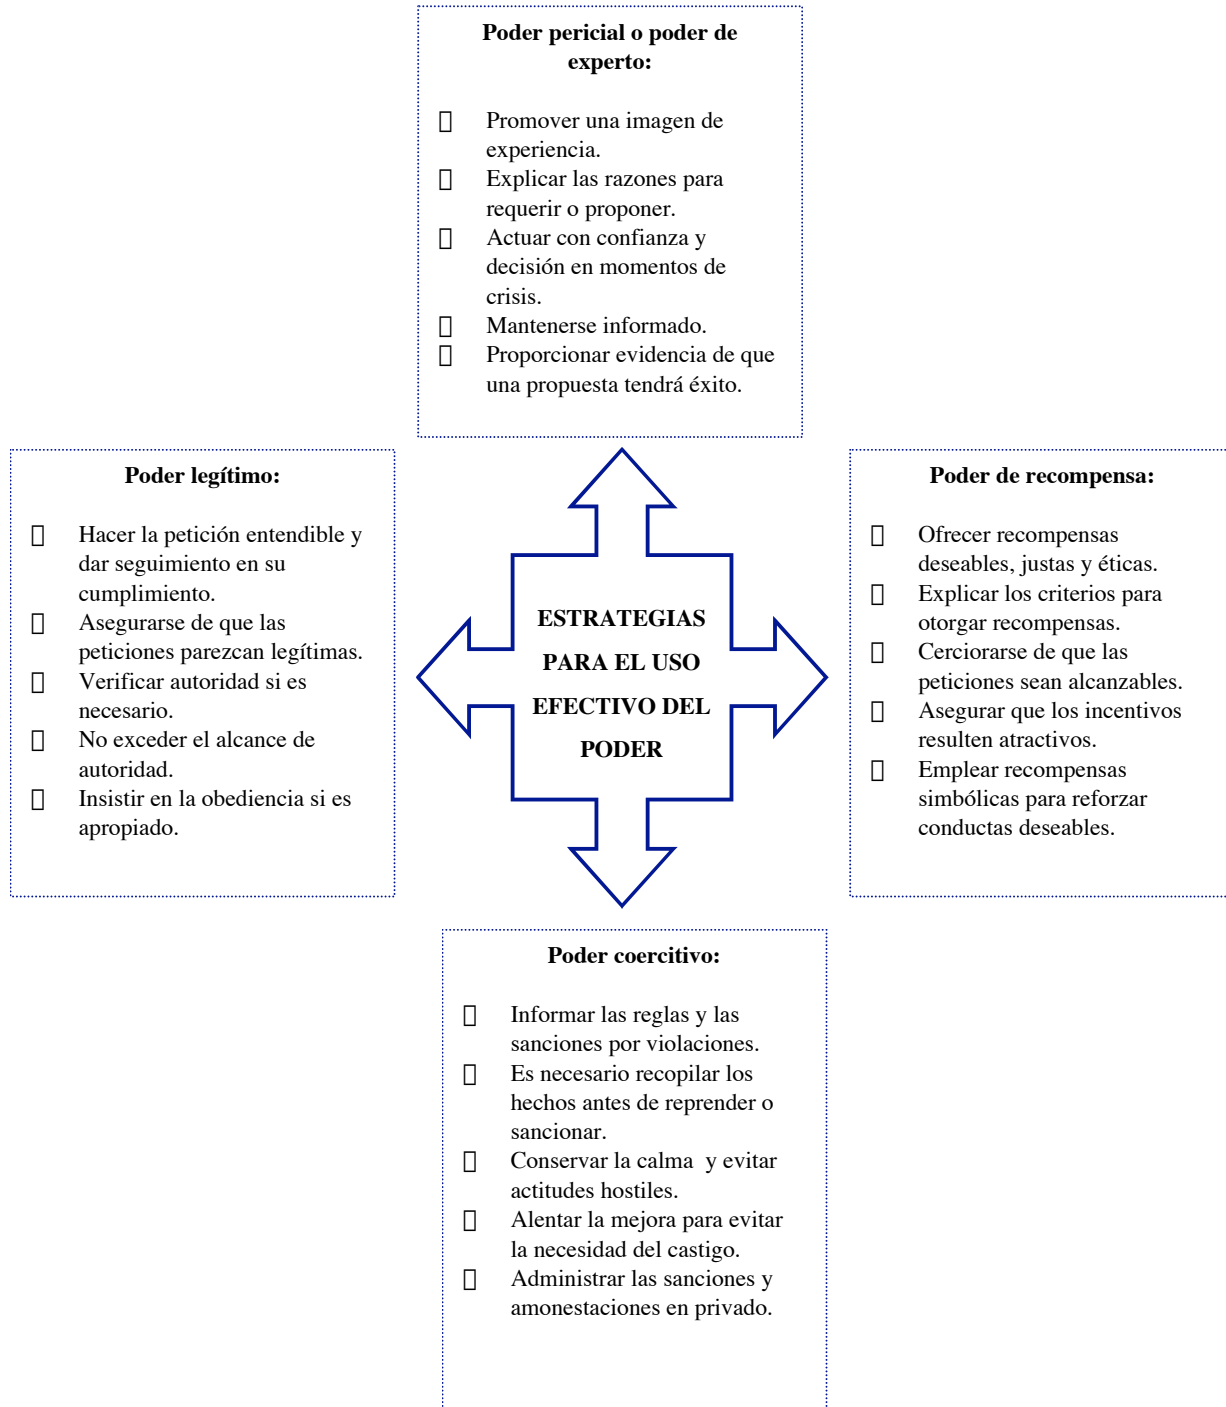 Poder pericial o poder de
experto:
▯ Promover una imagen de
experiencia.
▯ Explicar las razones para
requerir o proponer.
▯ Actuar con confianza y
decisión en momentos de
crisis.
▯ Mantenerse informado.
▯ Proporcionar evidencia de que
una propuesta tendrá éxito.
Poder legítimo:
▯ Hacer la petición entendible y
dar seguimiento en su
cumplimiento.
▯ Asegurarse de que las
peticiones parezcan legítimas.
▯ Verificar autoridad si es
necesario.
▯ No exceder el alcance de
autoridad.
▯ Insistir en la obediencia si es
apropiado.
ESTRATEGIAS
PARA EL USO
EFECTIVO DEL
PODER
Poder de recompensa:
▯ Ofrecer recompensas
deseables, justas y éticas.
▯ Explicar los criterios para
otorgar recompensas.
▯ Cerciorarse de que las
peticiones sean alcanzables.
▯ Asegurar que los incentivos
resulten atractivos.
▯ Emplear recompensas
simbólicas para reforzar
conductas deseables.
Poder coercitivo:
▯ Informar las reglas y las
sanciones por violaciones.
▯ Es necesario recopilar los
hechos antes de reprender o
sancionar.
▯ Conservar la calma  y evitar
actitudes hostiles.
▯ Alentar la mejora para evitar
la necesidad del castigo.
▯ Administrar las sanciones y
amonestaciones en privado.